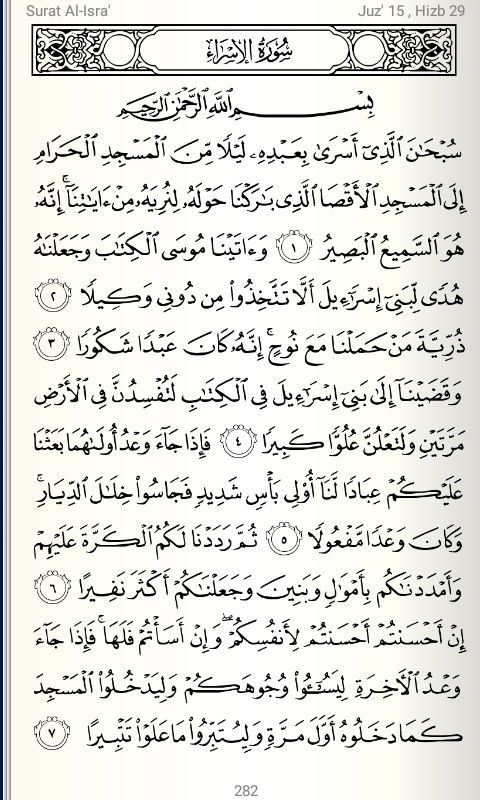 Surat Al-Isra'
Juz' 15 , Hizb 29
سُورَةُ الإِسْرَاءِ
بِسْمِ ٱللَّهِ ٱلرَّحْمَٰنِ ٱلرَّحِيمِ
سُبْحَٰنَ ٱلَّذِىٓ أَسْرَىٰ بِعَبْدِهِۦ لَيْلًا مِّنَ ٱلْمَسْجِدِ ٱلْحَرَامِ
إِلَى ٱلْمَسْجِدِ ٱلْأَقْصَا ٱلَّذِى بَٰرَكْنَا حَوْلَهُۥ لِنُرِيَهُۥ مِنْ ءَايَٰتِنَآ ۚ إِنَّهُۥ
هُوَ ٱلسَّمِيعُ ٱلْبَصِيرُ ١ وَءَاتَيْنَا مُوسَى ٱلْكِتَٰبَ وَجَعَلْنَٰهُ
هُدًى لِّبَنِىٓ إِسْرَٰٓءِيلَ أَلَّا تَتَّخِذُوا۟ مِن دُونِى وَكِيلًا ٢
ذُرِّيَّةَ مَنْ حَمَلْنَا مَعَ نُوحٍ ۚ إِنَّهُۥ كَانَ عَبْدًا شَكُورًا ٣
وَقَضَيْنَآ إِلَىٰ بَنِىٓ إِسْرَٰٓءِيلَ فِى ٱلْكِتَٰبِ لَتُفْسِدُنَّ فِى ٱلْأَرْضِ
مَرَّتَيْنِ وَلَتَعْلُنَّ عُلُوًّا كَبِيرًا ٤ فَإِذَا جَآءَ وَعْدُ أُولَىٰهُمَا بَعَثْنَا
عَلَيْكُمْ عِبَادًا لَّنَآ أُو۟لِى بَأْسٍ شَدِيدٍ فَجَاسُوا۟ خِلَٰلَ ٱلدِّيَارِ ۚ
وَكَانَ وَعْدًا مَّفْعُولًا ٥ ثُمَّ رَدَدْنَا لَكُمُ ٱلْكَرَّةَ عَلَيْهِمْ
وَأَمْدَدْنَٰكُم بِأَمْوَٰلٍ وَبَنِينَ وَجَعَلْنَٰكُمْ أَكْثَرَ نَفِيرًا ٦
إِنْ أَحْسَنتُمْ أَحْسَنتُمْ لِأَنفُسِكُمْ ۖ وَإِنْ أَسَأْتُمْ فَلَهَا ۚ فَإِذَا جَآءَ
وَعْدُ ٱلْءَاخِرَةِ لِيَسُۥٓـُٔوا۟ وُجُوهَكُمْ وَلِيَدْخُلُوا۟ ٱلْمَسْجِدَ
كَمَا دَخَلُوهُ أَوَّلَ مَرَّةٍ وَلِيُتَبِّرُوا۟ مَا عَلَوْا۟ تَتْبِيرًا ٧
282